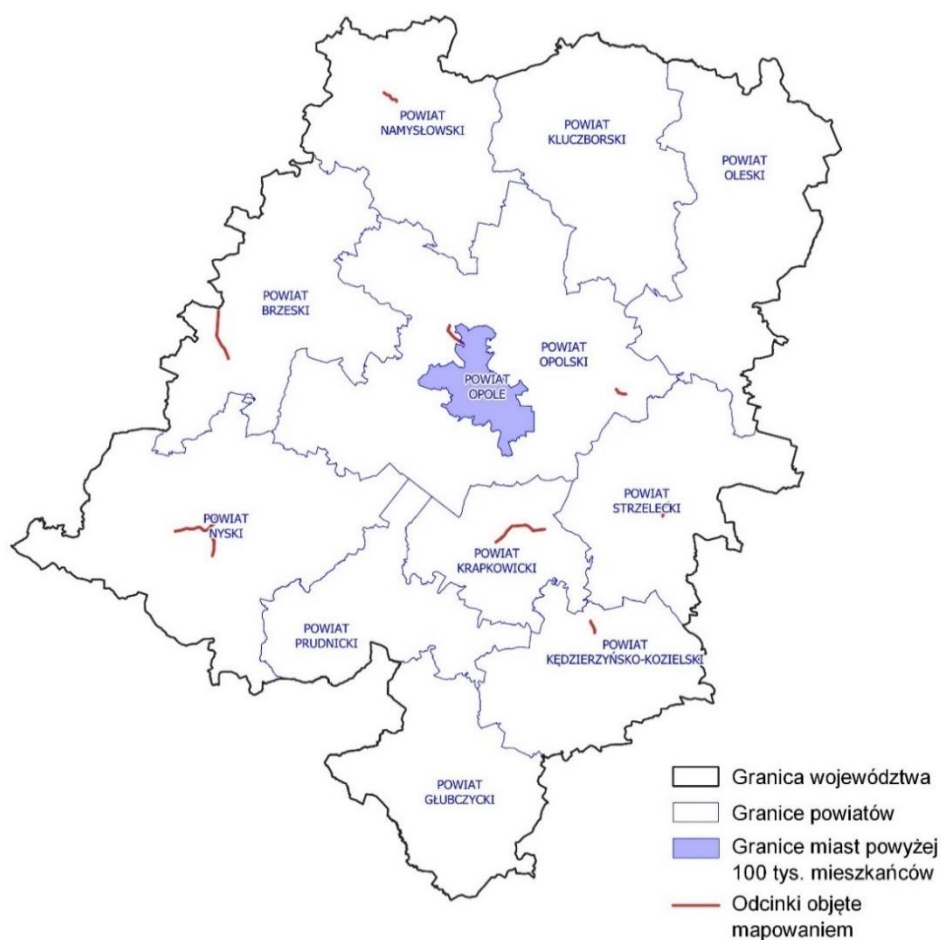 POWIAT
NAMYSŁOWSKI
POWIAT
KLUCZBORSKI
POWIAT
OLESKI
POWIAT
BRZESKI
POWIAT
OPOLSKI
POWIAT
OPOLE
POWIAT
STRZELECKI
POWIAT
NYSKI
POWIAT
KRAPKOWICKI
POWIAT
PRUDNICKI
POWIAT
KĘDZIERZYŃSKO-KOZIELSKI
POWIAT
GŁUBCZYCKI
Granica województwa
Granice powiatów
Granice miast powyżej
100 tys. mieszkańców
Odcinki objęte
mapowaniem